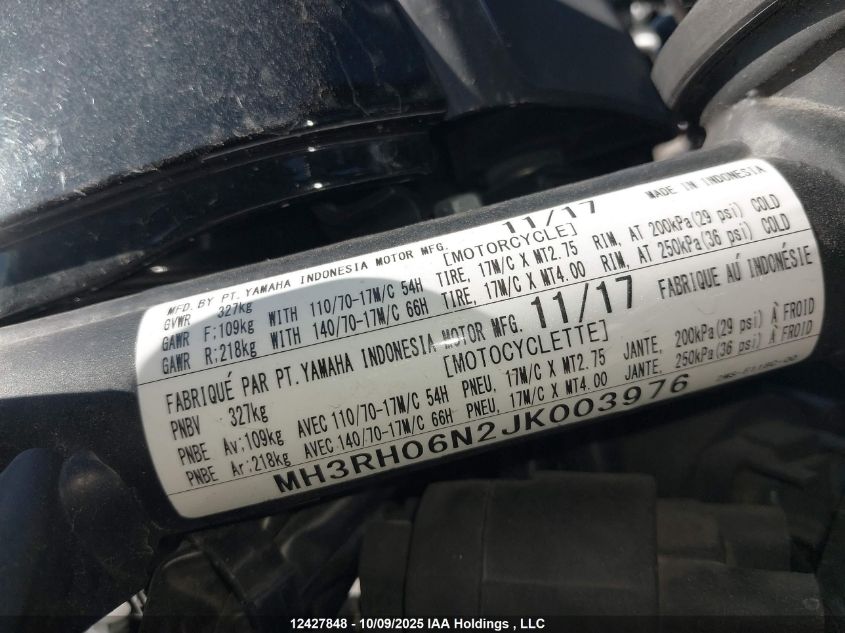 MFD. BY PT. YAMAHA INDONESIA MOTOR MFG. 11/17 MADE IN INDONESIA
GVWR 327kg [MOTORCYCLE]
GAWR F:109kg WITH 110/70-17M/C 54H TIRE, 17M/C X MT2.75 RIM, AT 200kPa(29 psi) COLD
GAWR R:218kg WITH 140/70-17M/C 66H TIRE, 17M/C X MT4.00 RIM, AT 250kPa(36 psi) COLD
FABRIQUÉ PAR PT. YAMAHA INDONESIA MOTOR MFG. 11/17 FABRIQUE AÚ INDONÉSIE
PNBV 327kg [MOTOCYCLETTE]
PNBE Av:109kg AVEC 110/70-17M/C 54H PNEU, 17M/C X MT2.75 JANTE, 200kPa(29 psi) À FROID
PNBE Ar:218kg AVEC 140/70-17M/C 66H PNEU, 17M/C X MT4.00 JANTE, 250kPa(36 psi) À FROID
MH3RH06N2JK003976
12427848 - 10/09/2025 IAA Holdings , LLC